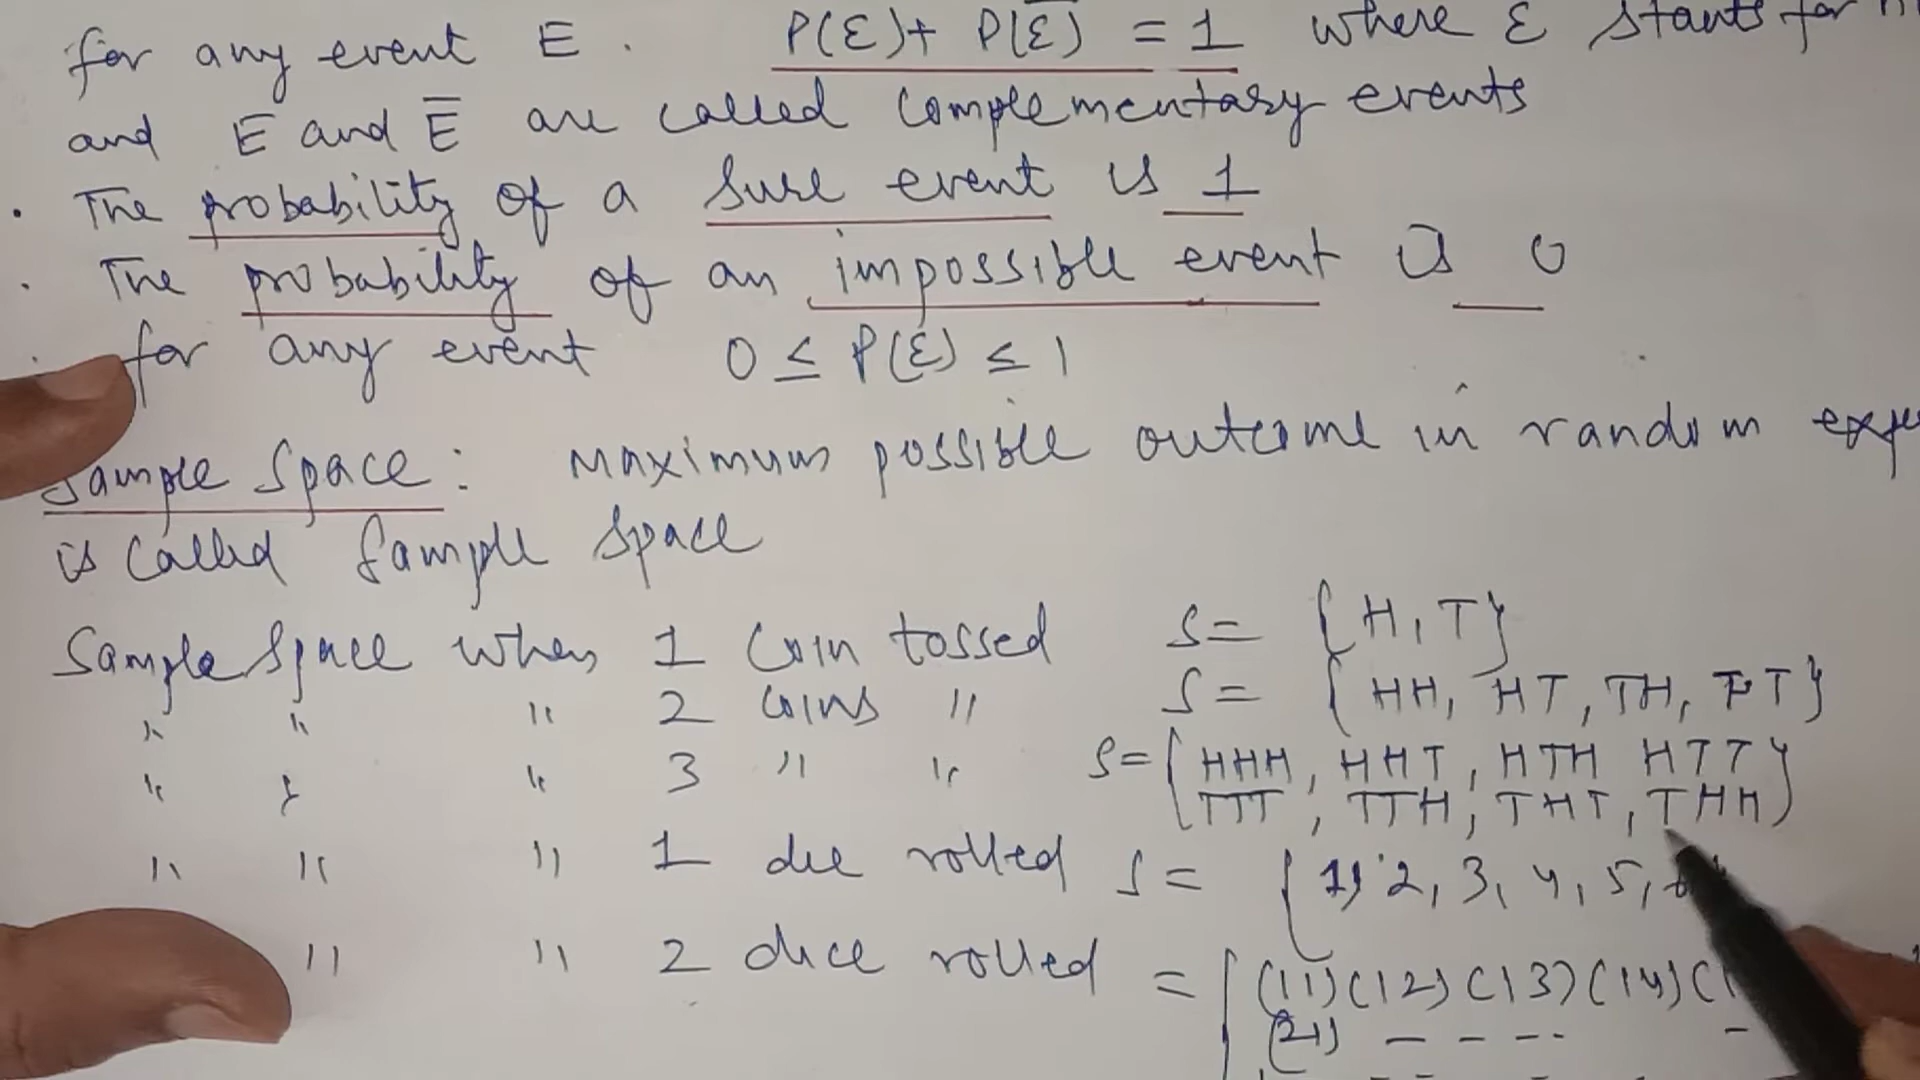 for any event E. P(E)+ P(E̅) = 1 where E stants for
and E and E̅ are called Complementary events
. The probability of a Sure event is 1
. The probability of an impossible event is 0
. for any event 0 ≤ P(E) ≤ 1
Sample Space : Maximum possible outcome in random
is called Sample Space
Sample Space when 1 Coin tossed S= {H, T}
" " " 2 Coins " S= {HH, HT, TH, TT}
" " " 3 " " S= {HHH, HHT, HTH HTT
TTT, TTH, THT, THH}
" " " 1 die rolled S= {1, 2, 3, 4, 5,
" " 2 dice rolled = {(11)(12)(13)(14)(1
(21) - - - - -